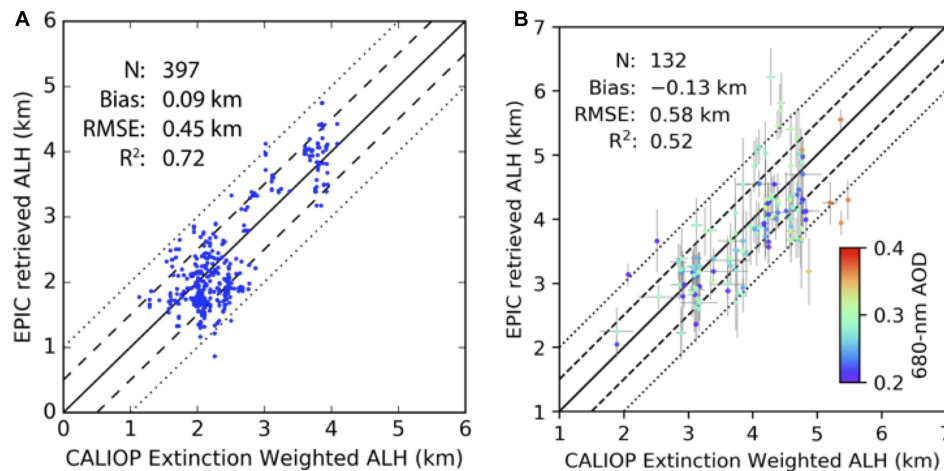 A
6
5
4
3
2
1
0
EPIC retrieved ALH (km)
N: 397
Bias: 0.09 km
RMSE: 0.45 km
R²: 0.72
0 1 2 3 4 5 6
CALIOP Extinction Weighted ALH (km)
B
7
6
5
4
3
2
1
EPIC retrieved ALH (km)
N: 132
Bias: −0.13 km
RMSE: 0.58 km
R²: 0.52
0.4
0.3
0.2
680-nm AOD
1 2 3 4 5 6 7
CALIOP Extinction Weighted ALH (km)